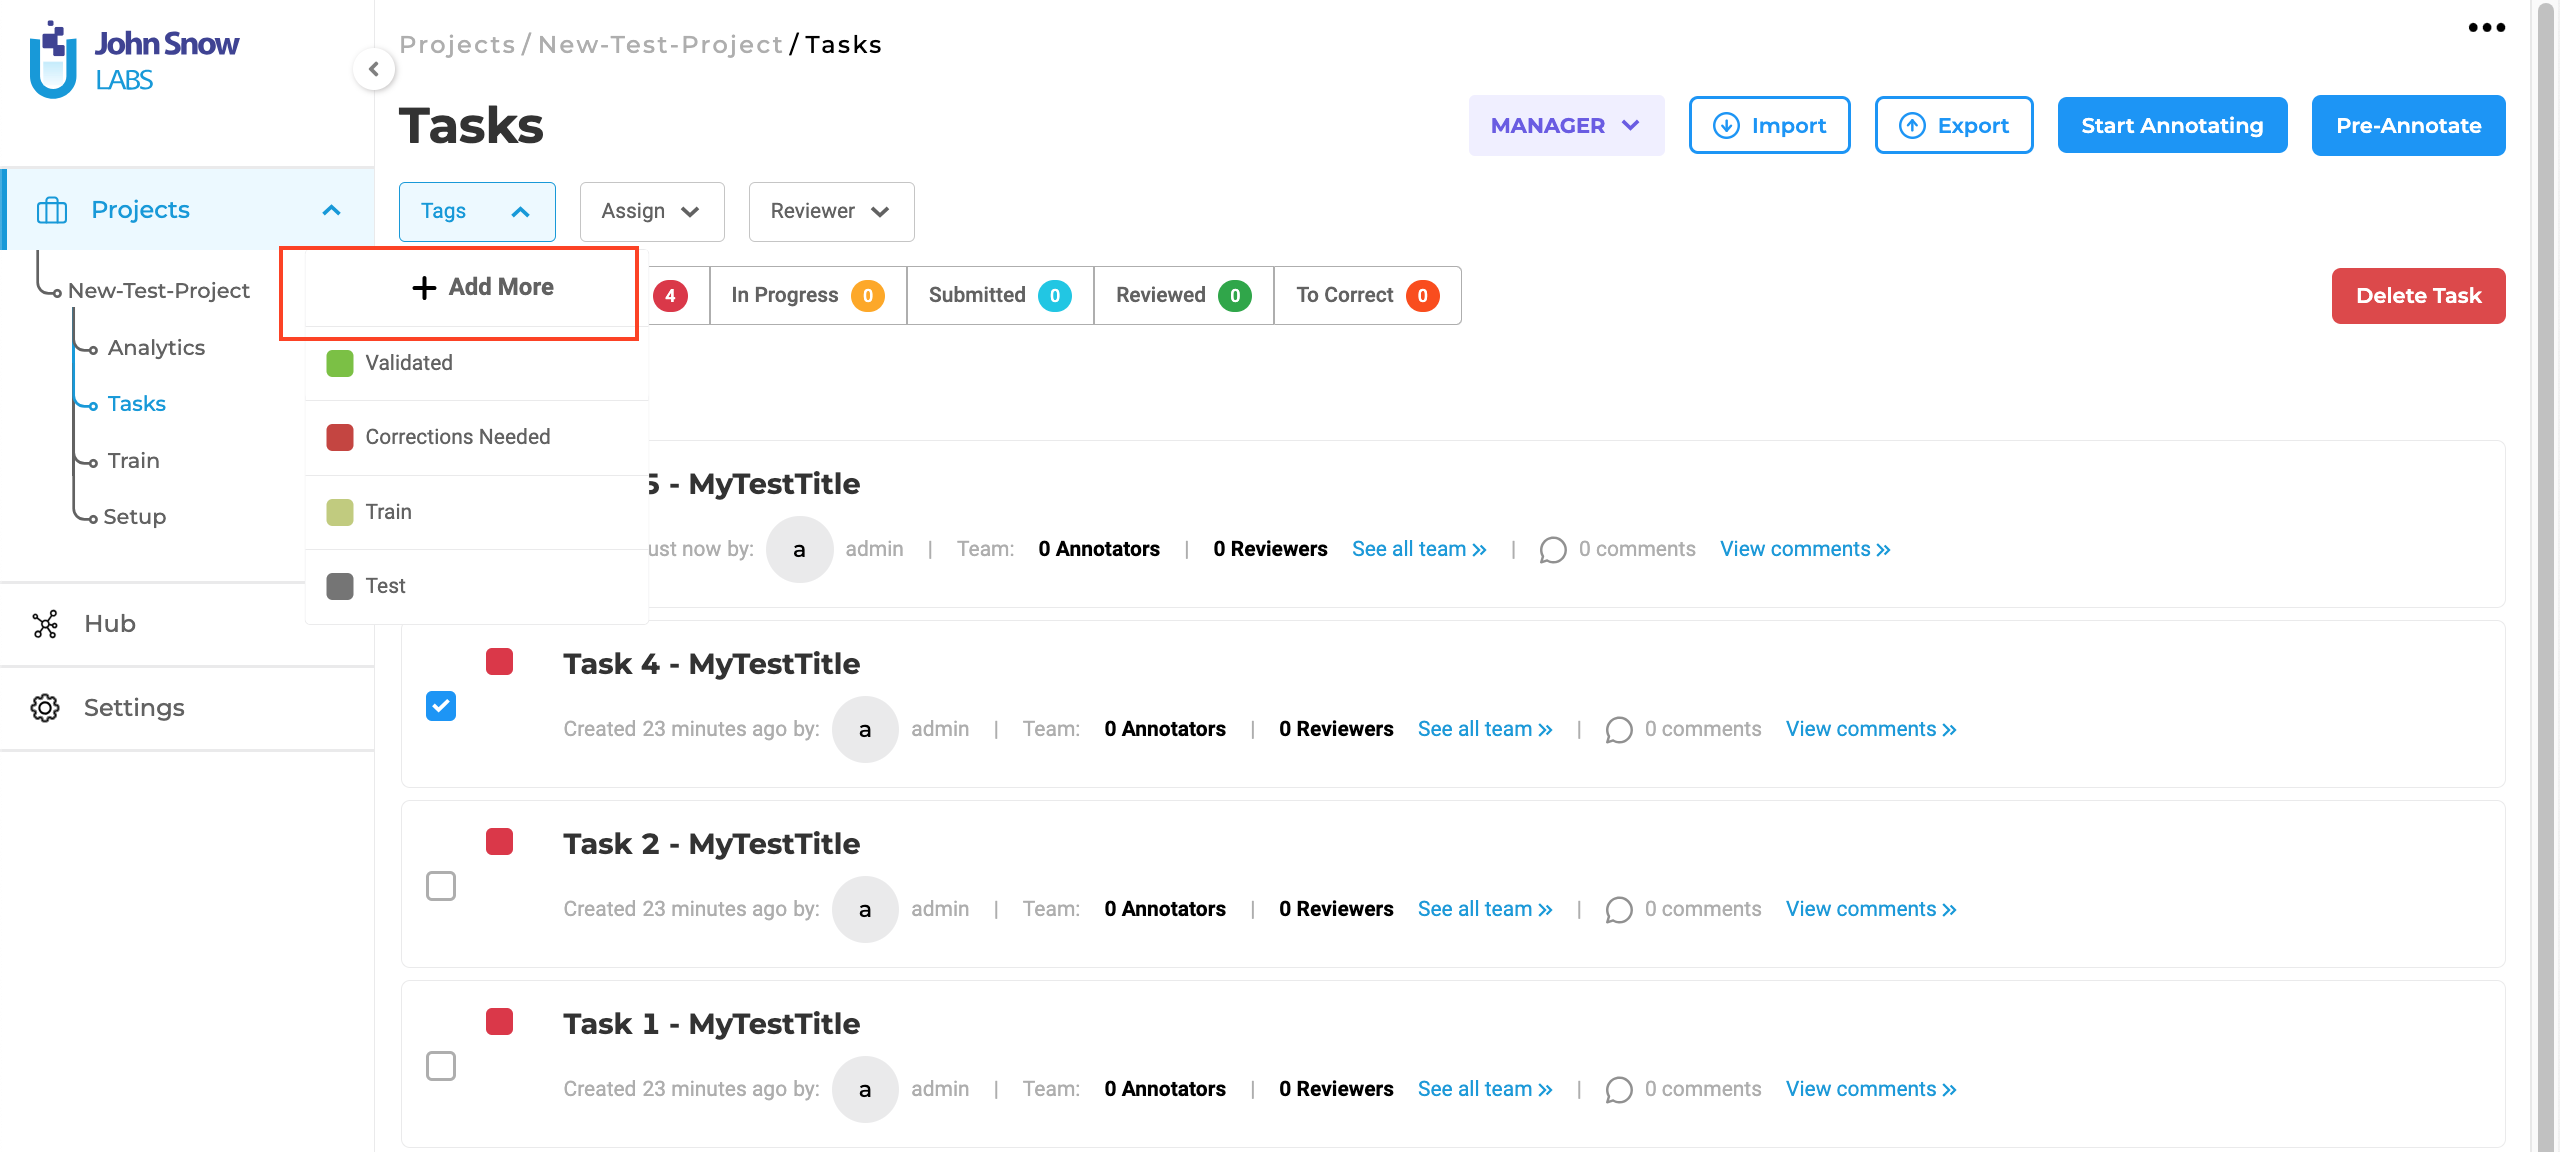 John Snow
LABS
Projects / New-Test-Project / Tasks
Tasks
MANAGER
Import
Export
Start Annotating
Pre-Annotate
Projects
New-Test-Project
Analytics
Tasks
Train
Setup
Hub
Settings
Tags
Assign
Reviewer
Add More
Validated
Corrections Needed
Train
Test
4
In Progress 0
Submitted 0
Reviewed 0
To Correct 0
Delete Task
5 - MyTestTitle
ust now by: a admin | Team: 0 Annotators | 0 Reviewers See all team » | 0 comments View comments »
Task 4 - MyTestTitle
Created 23 minutes ago by: a admin | Team: 0 Annotators | 0 Reviewers See all team » | 0 comments View comments »
Task 2 - MyTestTitle
Created 23 minutes ago by: a admin | Team: 0 Annotators | 0 Reviewers See all team » | 0 comments View comments »
Task 1 - MyTestTitle
Created 23 minutes ago by: a admin | Team: 0 Annotators | 0 Reviewers See all team » | 0 comments View comments »